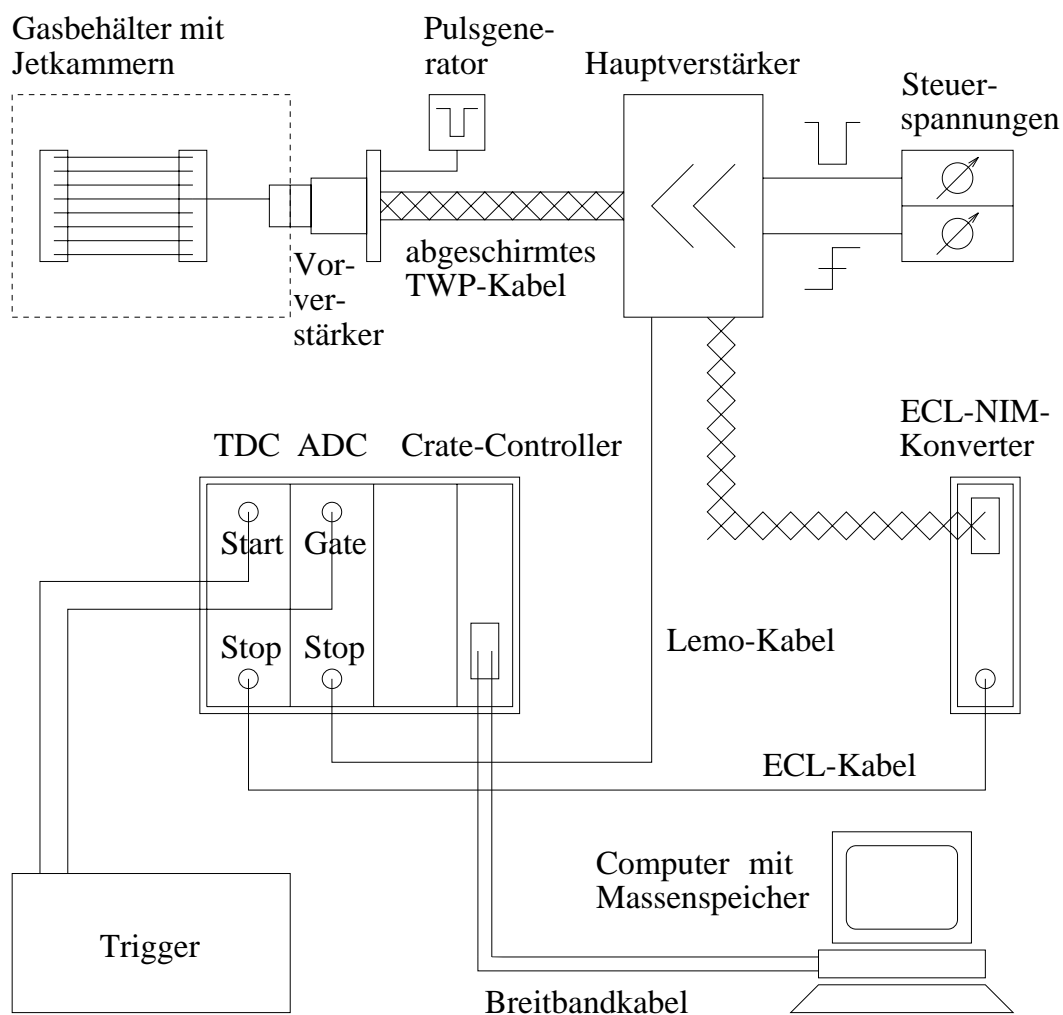 Gasbehälter mit
Jetkammern
Pulsgene-
rator
Hauptverstärker
Steuer-
spannungen
Vor-
ver-
stärker
abgeschirmtes
TWP-Kabel
ECL-NIM-
Konverter
TDC ADC Crate-Controller
Start Gate
Stop Stop
Lemo-Kabel
ECL-Kabel
Computer mit
Massenspeicher
Trigger
Breitbandkabel